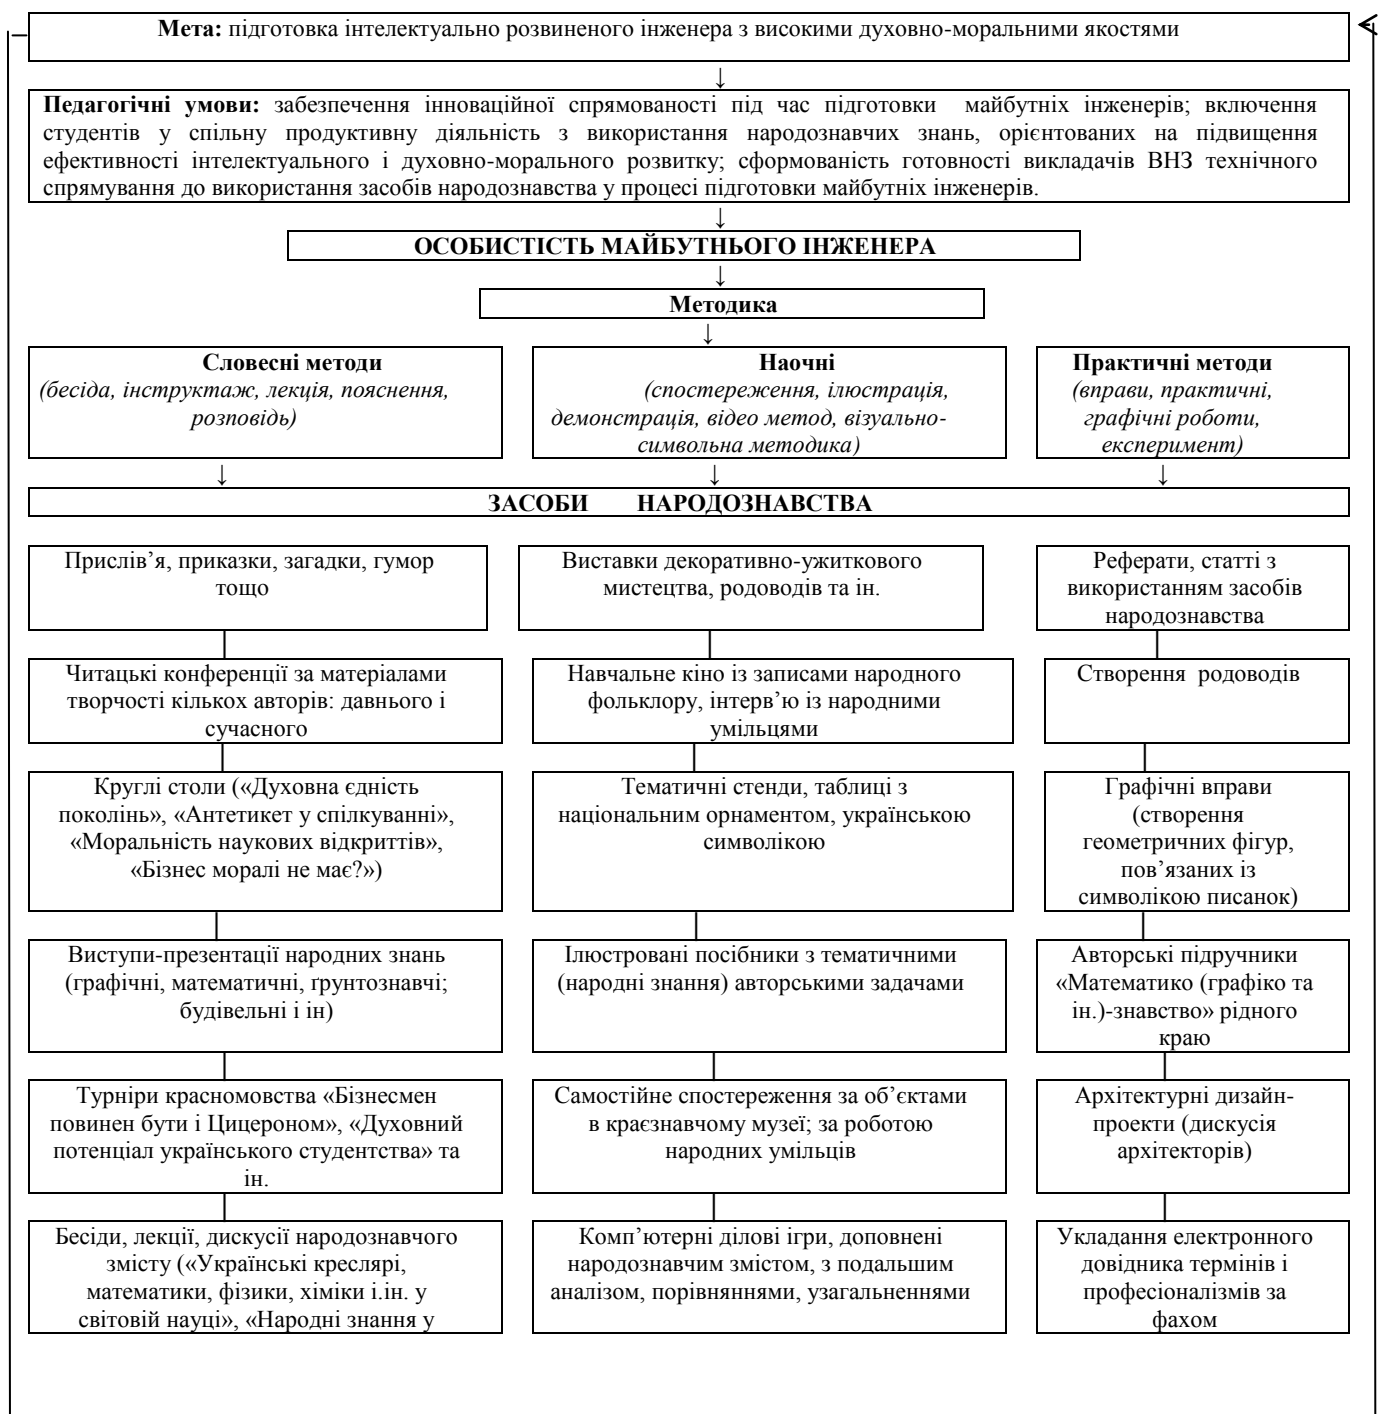 Мета: підготовка інтелектуально розвиненого інженера з високими духовно-моральними якостями
↓
Педагогічні умови: забезпечення інноваційної спрямованості під час підготовки майбутніх інженерів; включення
студентів у спільну продуктивну діяльність з використання народознавчих знань, орієнтованих на підвищення
ефективності інтелектуального і духовно-морального розвитку; сформованість готовності викладачів ВНЗ технічного
спрямування до використання засобів народознавства у процесі підготовки майбутніх інженерів.
↓
ОСОБИСТІСТЬ МАЙБУТНЬОГО ІНЖЕНЕРА
↓
Методика
↓
Словесні методи
(бесіда, інструктаж, лекція, пояснення,
розповідь)
Наочні
(спостереження, ілюстрація,
демонстрація, відео метод, візуально-
символьна методика)
Практичні методи
(вправи, практичні,
графічні роботи,
експеримент)
↓ ↓ ↓
ЗАСОБИ НАРОДОЗНАВСТВА
Прислів’я, приказки, загадки, гумор
тощо
Виставки декоративно-ужиткового
мистецтва, родоводів та ін.
Реферати, статті з
використанням засобів
народознавства
Читацькі конференції за матеріалами
творчості кількох авторів: давнього і
сучасного
Навчальне кіно із записами народного
фольклору, інтерв’ю із народними
умільцями
Створення родоводів
Круглі столи («Духовна єдність
поколінь», «Антетикет у спілкуванні»,
«Моральність наукових відкриттів»,
«Бізнес моралі не має?»)
Тематичні стенди, таблиці з
національним орнаментом, українською
символікою
Графічні вправи
(створення
геометричних фігур,
пов’язаних із
символікою писанок)
Виступи-презентації народних знань
(графічні, математичні, ґрунтознавчі;
будівельні і ін)
Ілюстровані посібники з тематичними
(народні знання) авторськими задачами
Авторські підручники
«Математико (графіко та
ін.)-знавство» рідного
краю
Турніри красномовства «Бізнесмен
повинен бути і Цицероном», «Духовний
потенціал українського студентства» та
ін.
Самостійне спостереження за об’єктами
в краєзнавчому музеї; за роботою
народних умільців
Архітектурні дизайн-
проекти (дискусія
архітекторів)
Бесіди, лекції, дискусії народознавчого
змісту («Українські креслярі,
математики, фізики, хіміки і.ін. у
світовій науці», «Народні знання у
Комп’ютерні ділові ігри, доповнені
народознавчим змістом, з подальшим
аналізом, порівняннями, узагальненнями
Укладання електронного
довідника термінів і
професіоналізмів за
фахом